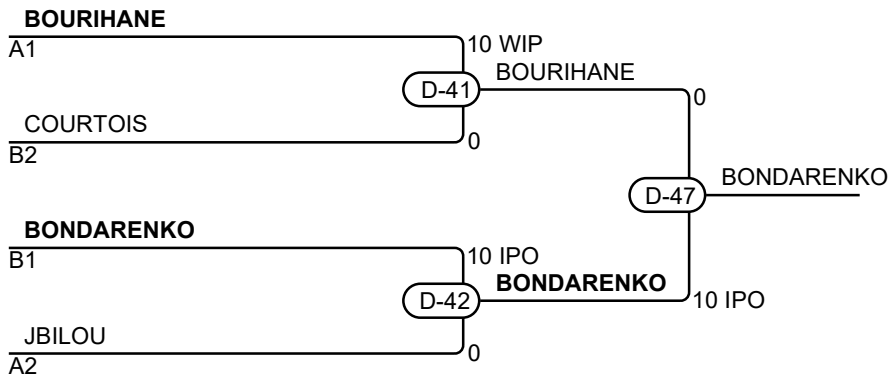 BOURIHANE
A1
10 WIP
BOURIHANE
D-41
0
COURTOIS
B2
0
D-47
BONDARENKO
BONDARENKO
B1
10 IPO
BONDARENKO
D-42
10 IPO
JBILOU
A2
0